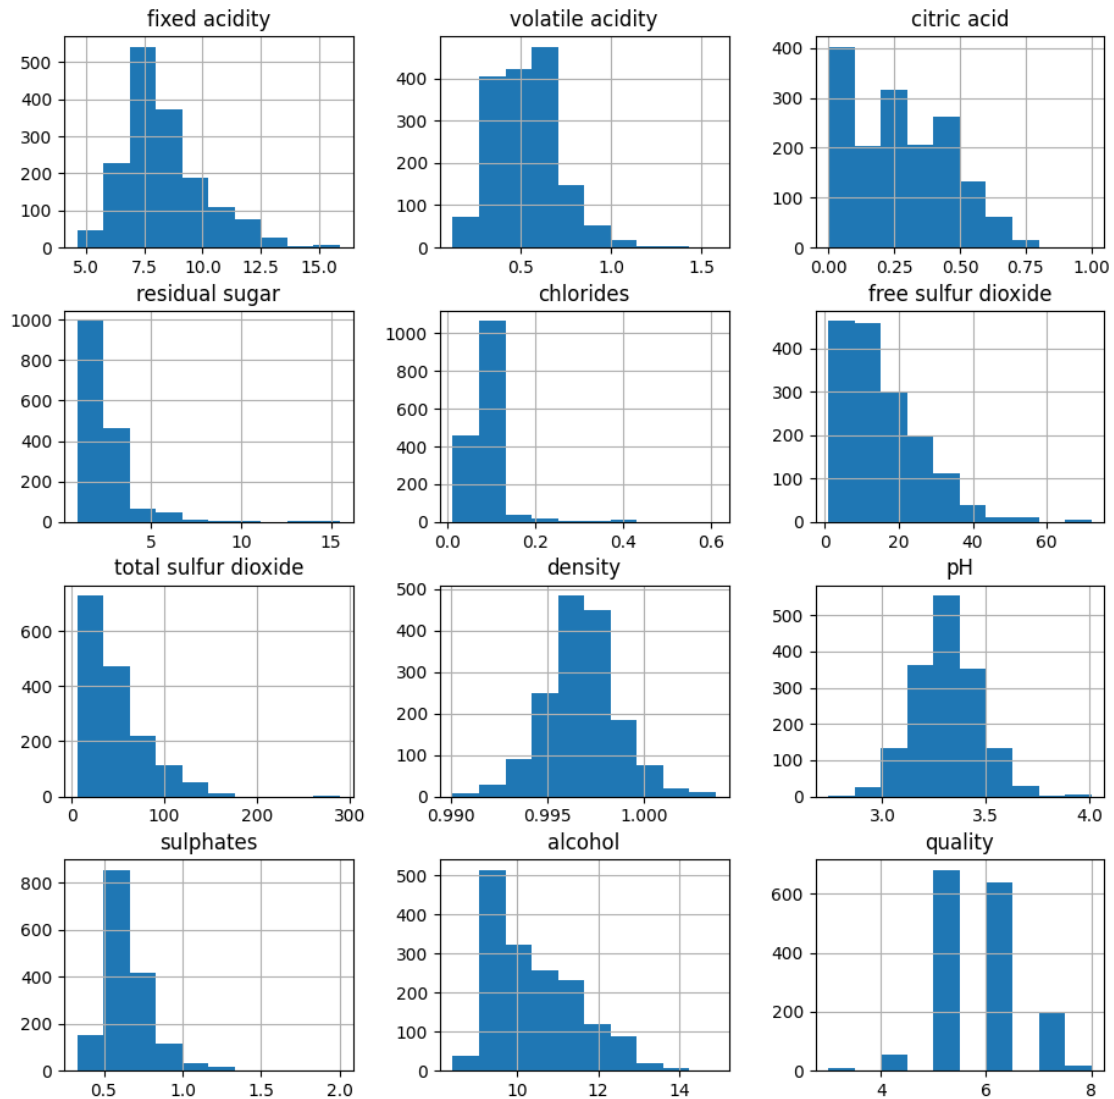 fixed acidity
500
400
300
200
100
0
5.0 7.5 10.0 12.5 15.0
volatile acidity
400
300
200
100
0
0.5 1.0 1.5
citric acid
400
300
200
100
0
0.00 0.25 0.50 0.75 1.00
residual sugar
1000
800
600
400
200
0
5 10 15
chlorides
1000
800
600
400
200
0
0.0 0.2 0.4 0.6
free sulfur dioxide
400
300
200
100
0
0 20 40 60
total sulfur dioxide
600
400
200
0
0 100 200 300
density
500
400
300
200
100
0
0.990 0.995 1.000
pH
500
400
300
200
100
0
3.0 3.5 4.0
sulphates
800
600
400
200
0
0.5 1.0 1.5 2.0
alcohol
500
400
300
200
100
0
10 12 14
quality
600
400
200
0
4 6 8